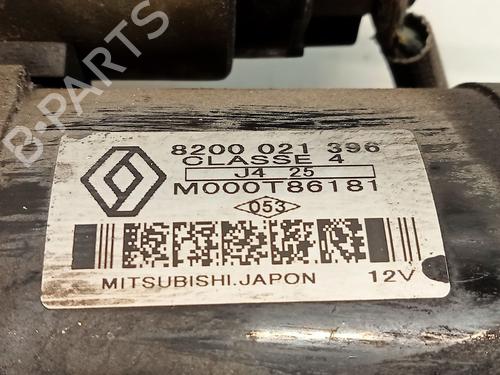 8200 021 396
CLASSE 4
J4 25
M000T86181
053
MITSUBISHI.JAPON 12V
B-PARTS